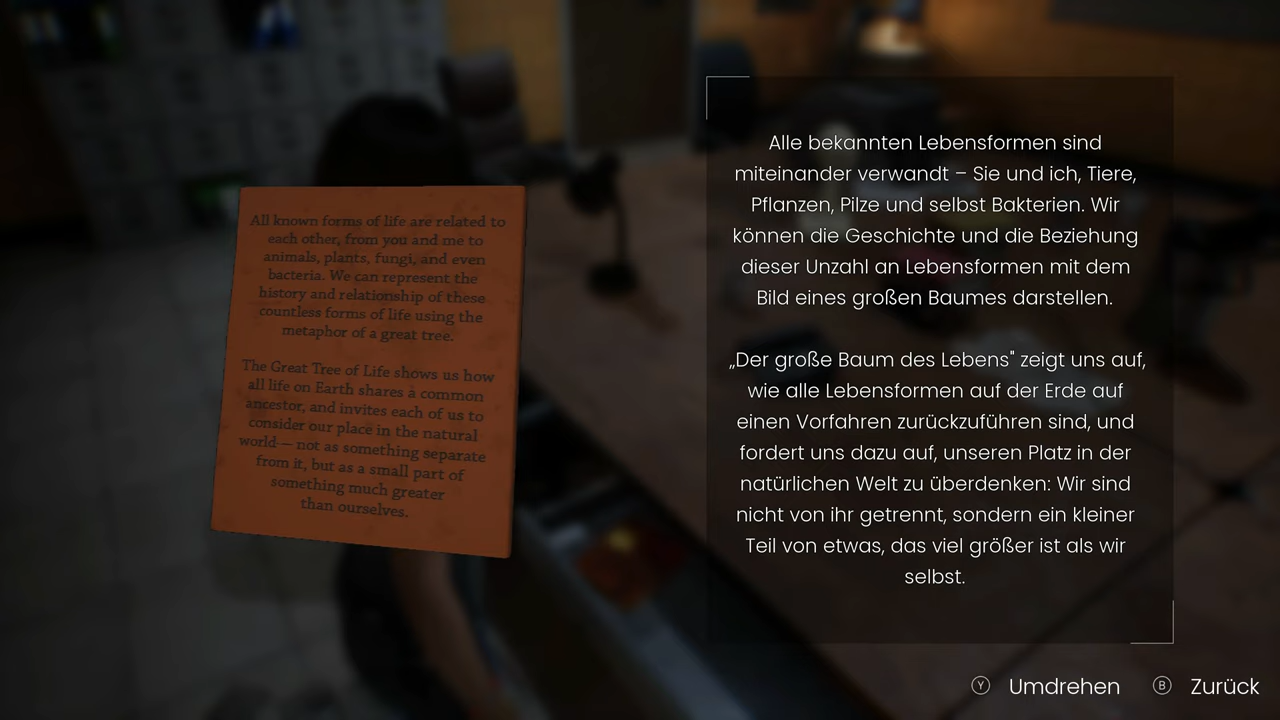 All known forms of life are related to
each other, from you and me to
animals, plants, fungi, and even
bacteria. We can represent the
history and relationship of these
countless forms of life using the
metaphor of a great tree.
The Great Tree of Life shows us how
all life on Earth shares a common
ancestor, and invites each of us to
consider our place in the natural
world— not as something separate
from it, but as a small part of
something much greater
than ourselves.
Alle bekannten Lebensformen sind
miteinander verwandt – Sie und ich, Tiere,
Pflanzen, Pilze und selbst Bakterien. Wir
können die Geschichte und die Beziehung
dieser Unzahl an Lebensformen mit dem
Bild eines großen Baumes darstellen.
„Der große Baum des Lebens" zeigt uns auf,
wie alle Lebensformen auf der Erde auf
einen Vorfahren zurückzuführen sind, und
fordert uns dazu auf, unseren Platz in der
natürlichen Welt zu überdenken: Wir sind
nicht von ihr getrennt, sondern ein kleiner
Teil von etwas, das viel größer ist als wir
selbst.
Y Umdrehen B Zurück